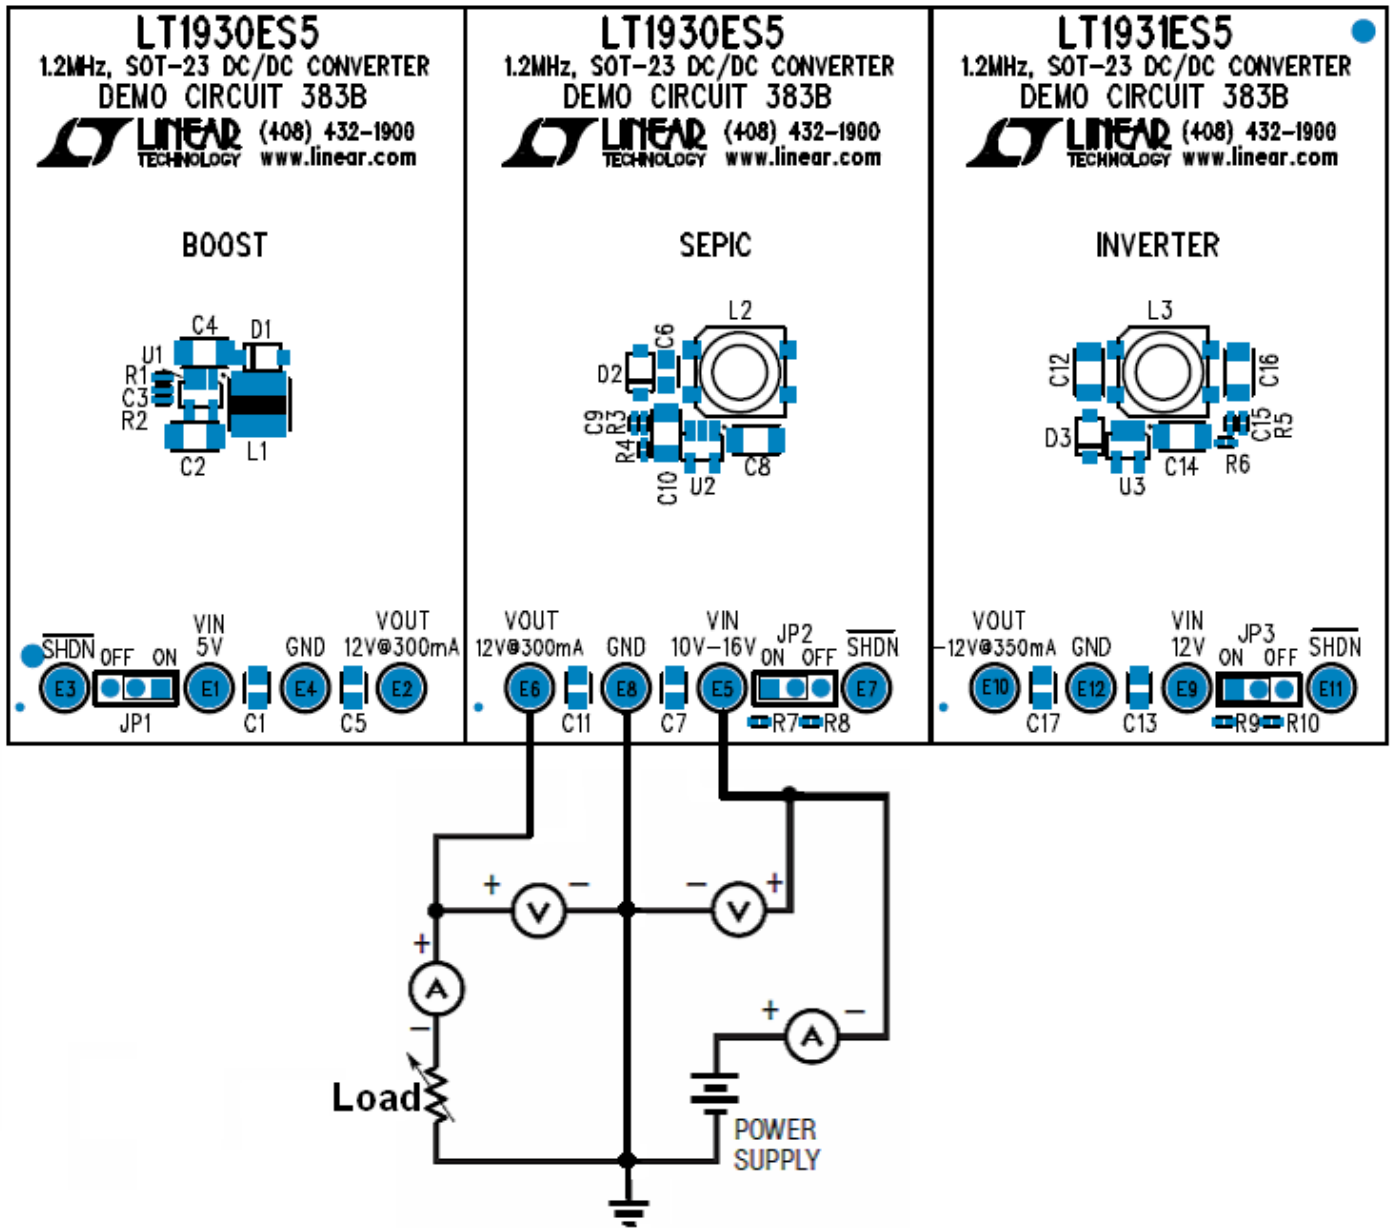 LT1930ES5
1.2MHz, SOT-23 DC/DC CONVERTER
DEMO CIRCUIT 383B
LINEAR (408) 432-1900
TECHNOLOGY www.linear.com
BOOST
C4
D1
U1
R1
C3
R2
C2
L1
VIN
5V
VOUT
12V@300mA
SHDN
OFF
ON
GND
E3
E1
E4
E2
JP1
C1
C5
LT1930ES5
1.2MHz, SOT-23 DC/DC CONVERTER
DEMO CIRCUIT 383B
LINEAR (408) 432-1900
TECHNOLOGY www.linear.com
SEPIC
L2
C6
D2
C9
R3
R4
C10
U2
C8
VOUT
12V@300mA
GND
VIN
10V-16V
JP2
ON
OFF
SHDN
E6
E8
E5
E7
C11
C7
R7
R8
LT1931ES5
1.2MHz, SOT-23 DC/DC CONVERTER
DEMO CIRCUIT 383B
LINEAR (408) 432-1900
TECHNOLOGY www.linear.com
INVERTER
L3
C12
C16
D3
C15
R5
U3
C14
R6
VOUT
-12V@350mA
GND
VIN
12V
JP3
ON
OFF
SHDN
E10
E12
E9
E11
C17
C13
R9
R10
+ V -
- V +
+
A
-
+ A -
Load
POWER
SUPPLY